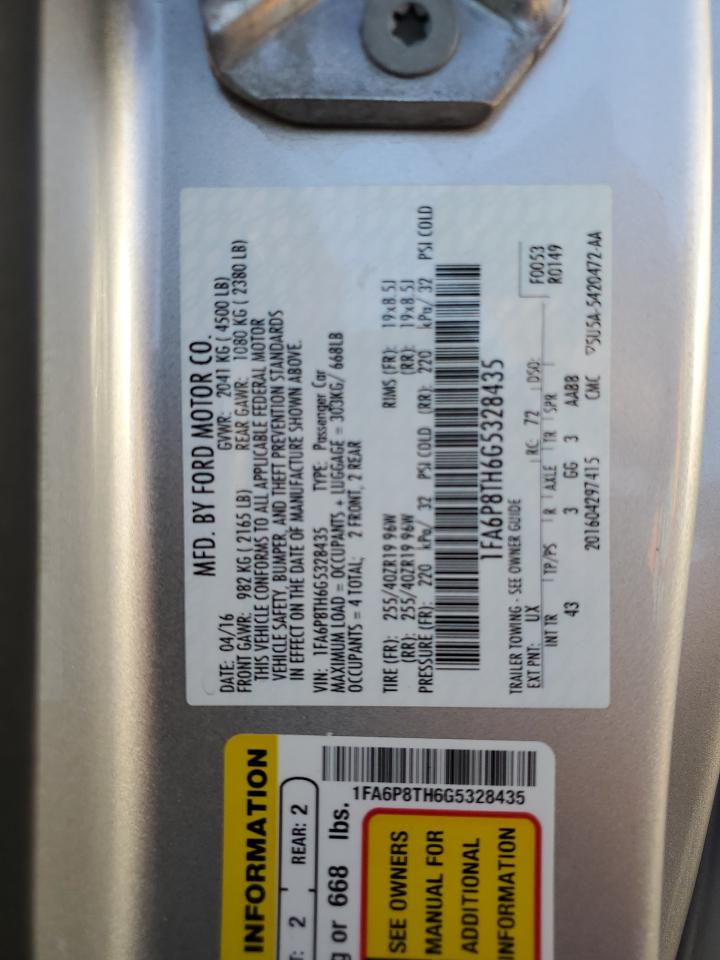 MFD. BY FORD MOTOR CO.
DATE: 04/16 GVWR: 2041 KG ( 4500 LB)
FRONT GAWR: 982 KG ( 2165 LB) REAR GAWR: 1080 KG ( 2380 LB)
THIS VEHICLE CONFORMS TO ALL APPLICABLE FEDERAL MOTOR
VEHICLE SAFETY, BUMPER, AND THEFT PREVENTION STANDARDS
IN EFFECT ON THE DATE OF MANUFACTURE SHOWN ABOVE.
VIN: 1FA6P8TH6G5328435 TYPE: Passenger Car
MAXIMUM LOAD = OCCUPANTS + LUGGAGE = 303KG/ 668LB
OCCUPANTS = 4 TOTAL: 2 FRONT, 2 REAR
TIRE (FR): 255/40ZR19 96W RIMS (FR): 19x8.5J
(RR): 255/40ZR19 96W (RR): 19x8.5J
PRESSURE (FR): 220 kPa/ 32 PSI COLD (RR): 220 kPa/ 32 PSI COLD
1FA6P8TH6G5328435
TRAILER TOWING - SEE OWNER GUIDE
F0053
EXT PNT: UX RC: 72 DSO: R0149
INT TR TP/PS R AXLE TR SPR
43 3 GG 3 AA88
201604297415 CMC 5U5A-5420472-AA
INFORMATION
2 REAR: 2
or 668 lbs.
1FA6P8TH6G5328435
SEE OWNERS
MANUAL FOR
ADDITIONAL
INFORMATION